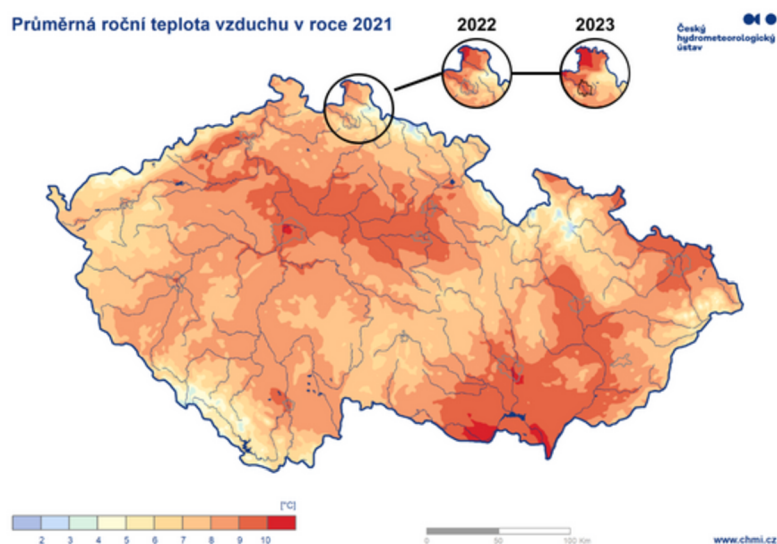 Průměrná roční teplota vzduchu v roce 2021
2022
2023
Český
hydrometeorologický
ústav
[°C]
2 3 4 5 6 7 8 9 10
0 50 100 Km
www.chmi.cz